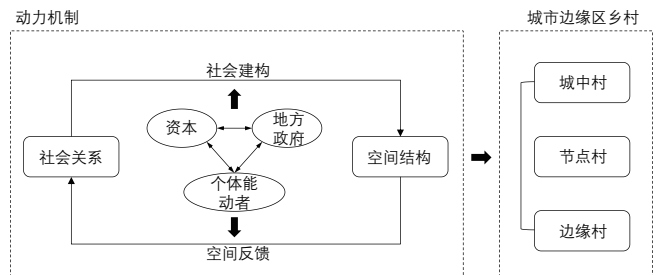 动力机制
城市边缘区乡村
社会建构
资本
地方
政府
社会关系
空间结构
个体能
动者
空间反馈
城中村
节点村
边缘村